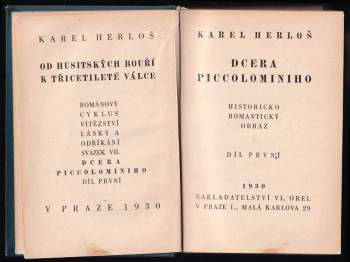 KAREL HERLOŠ
OD HUSITSKÝCH BOUŘÍ
K TŘICETILETÉ VÁLCE
ROMÁNOVÝ
CYKLUS
VÍTĚZSTVÍ
LÁSKY A
ODŘÍKÁNÍ
SVAZEK VII.
DCERA
PICCOLOMINIHO
DÍL PRVNÍ
V PRAZE 1930
KAREL HERLOŠ
DCERA
PICCOLOMINIHO
HISTORICKO
ROMANTICKÝ
OBRAZ
DÍL PRVNÍ
1930
NAKLADATELSTVÍ VL. OREL
V PRAZE I., MALÁ KARLOVA 29